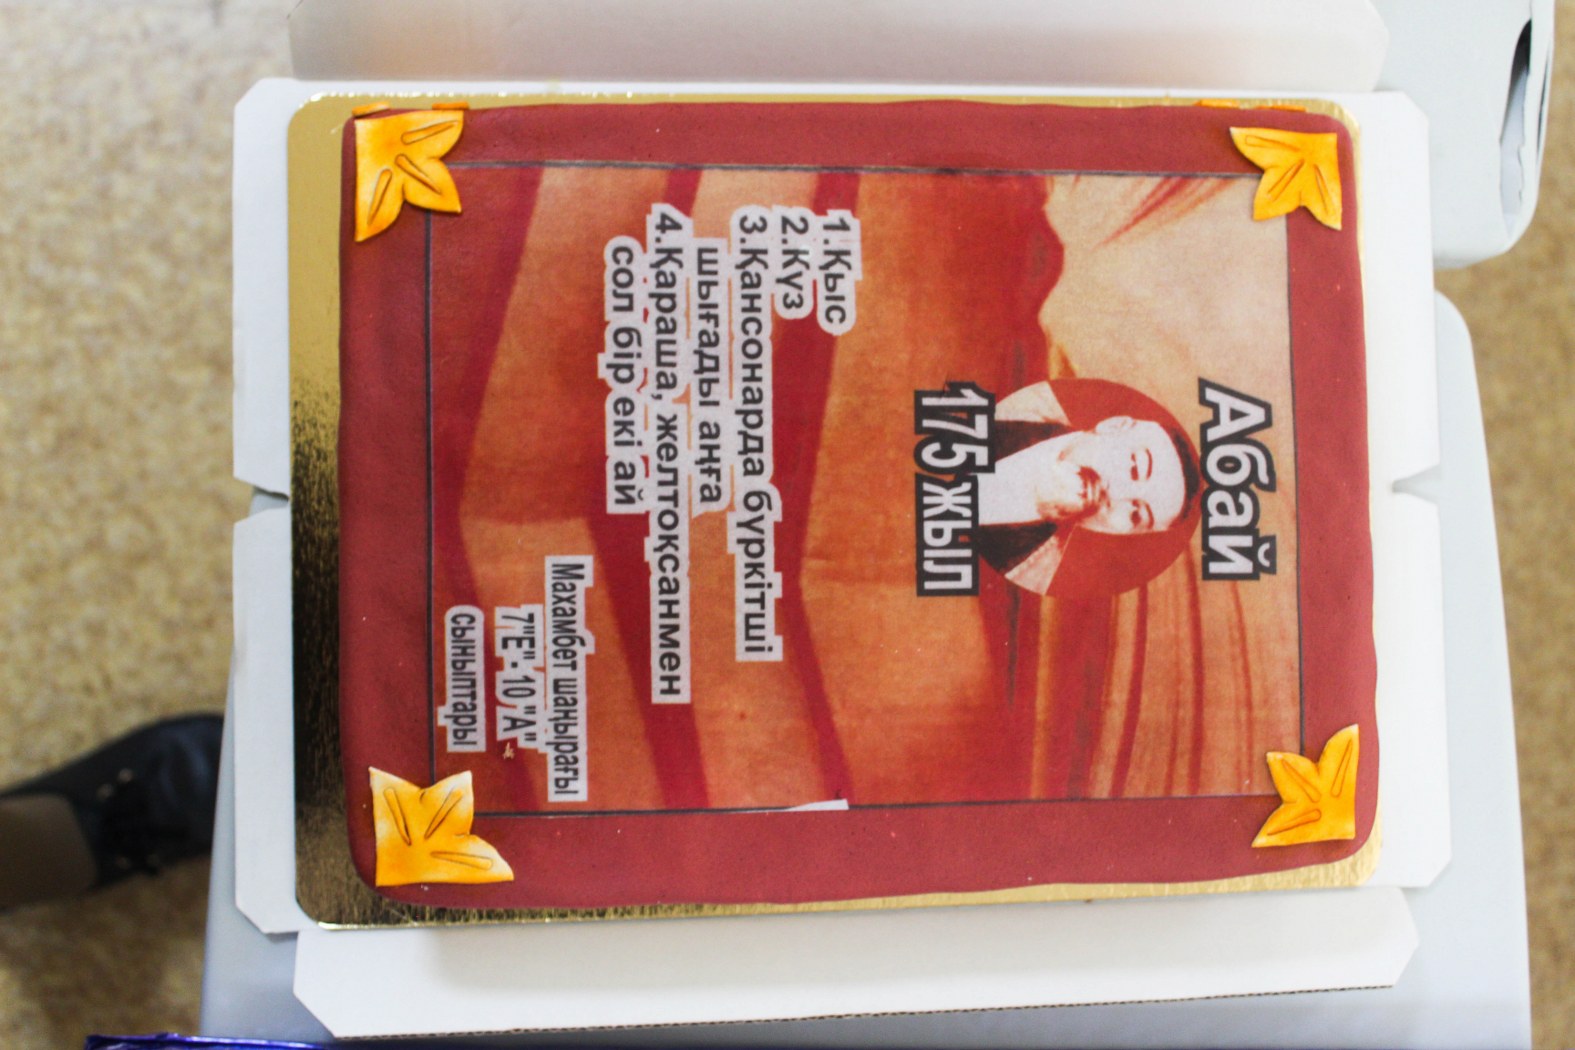 Абай
175 жыл
1.Қыс
2.Күз
3.Қансонарда бүркітші
шығады аңға
4.Қараша, желтоқсанмен
сол бір екі ай
Махамбет шаңырағы
7"Е"- 10 "А"
сыныптары